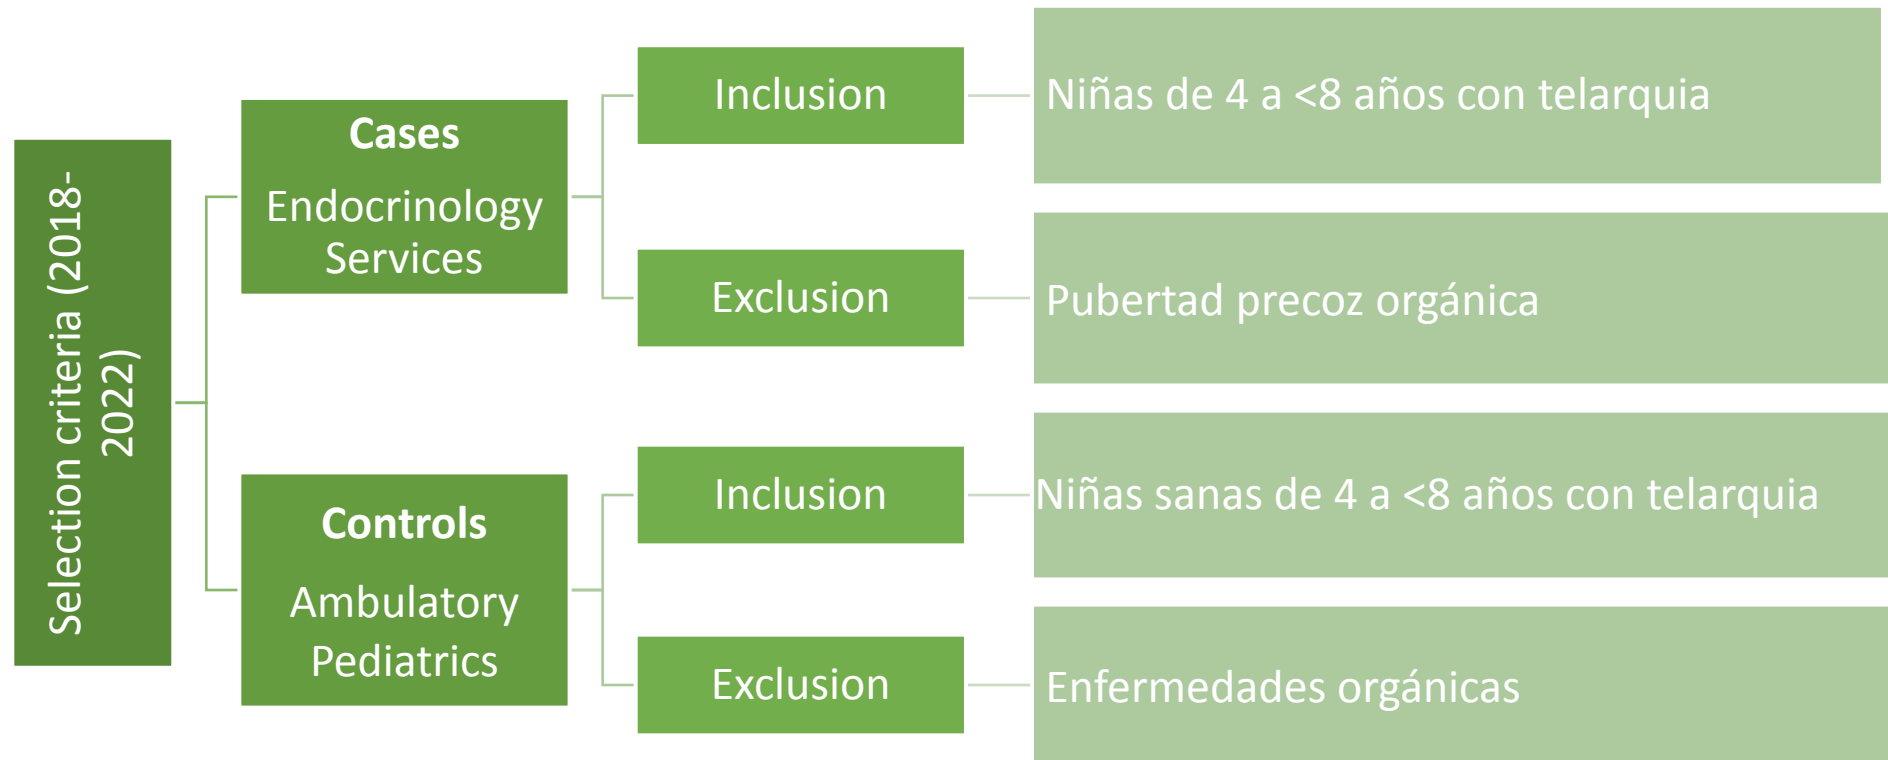 Selection criteria (2018-
2022)
Cases
Endocrinology
Services
Inclusion
Niñas de 4 a <8 años con telarquia
Exclusion
Pubertad precoz orgánica
Controls
Ambulatory
Pediatrics
Inclusion
Niñas sanas de 4 a <8 años con telarquia
Exclusion
Enfermedades orgánicas